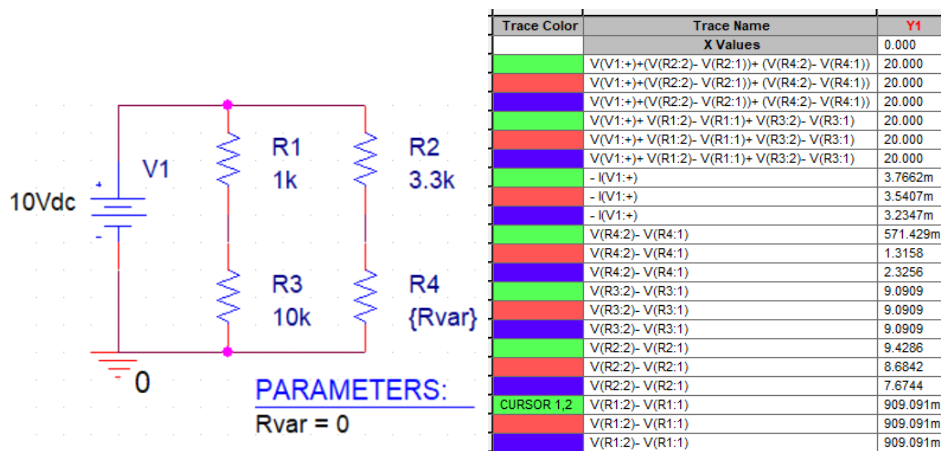 10Vdc
V1
R1
1k
R2
3.3k
R3
10k
R4
{Rvar}
0
PARAMETERS:
Rvar = 0
Trace Color Trace Name Y1
X Values 0.000
V(V1:+)+(V(R2:2)- V(R2:1))+ (V(R4:2)- V(R4:1)) 20.000
V(V1:+)+(V(R2:2)- V(R2:1))+ (V(R4:2)- V(R4:1)) 20.000
V(V1:+)+(V(R2:2)- V(R2:1))+ (V(R4:2)- V(R4:1)) 20.000
V(V1:+)+ V(R1:2)- V(R1:1)+ V(R3:2)- V(R3:1) 20.000
V(V1:+)+ V(R1:2)- V(R1:1)+ V(R3:2)- V(R3:1) 20.000
V(V1:+)+ V(R1:2)- V(R1:1)+ V(R3:2)- V(R3:1) 20.000
- I(V1:+) 3.7662m
- I(V1:+) 3.5407m
- I(V1:+) 3.2347m
V(R4:2)- V(R4:1) 571.429m
V(R4:2)- V(R4:1) 1.3158
V(R4:2)- V(R4:1) 2.3256
V(R3:2)- V(R3:1) 9.0909
V(R3:2)- V(R3:1) 9.0909
V(R3:2)- V(R3:1) 9.0909
V(R2:2)- V(R2:1) 9.4286
V(R2:2)- V(R2:1) 8.6842
V(R2:2)- V(R2:1) 7.6744
CURSOR 1,2 V(R1:2)- V(R1:1) 909.091m
V(R1:2)- V(R1:1) 909.091m
V(R1:2)- V(R1:1) 909.091m